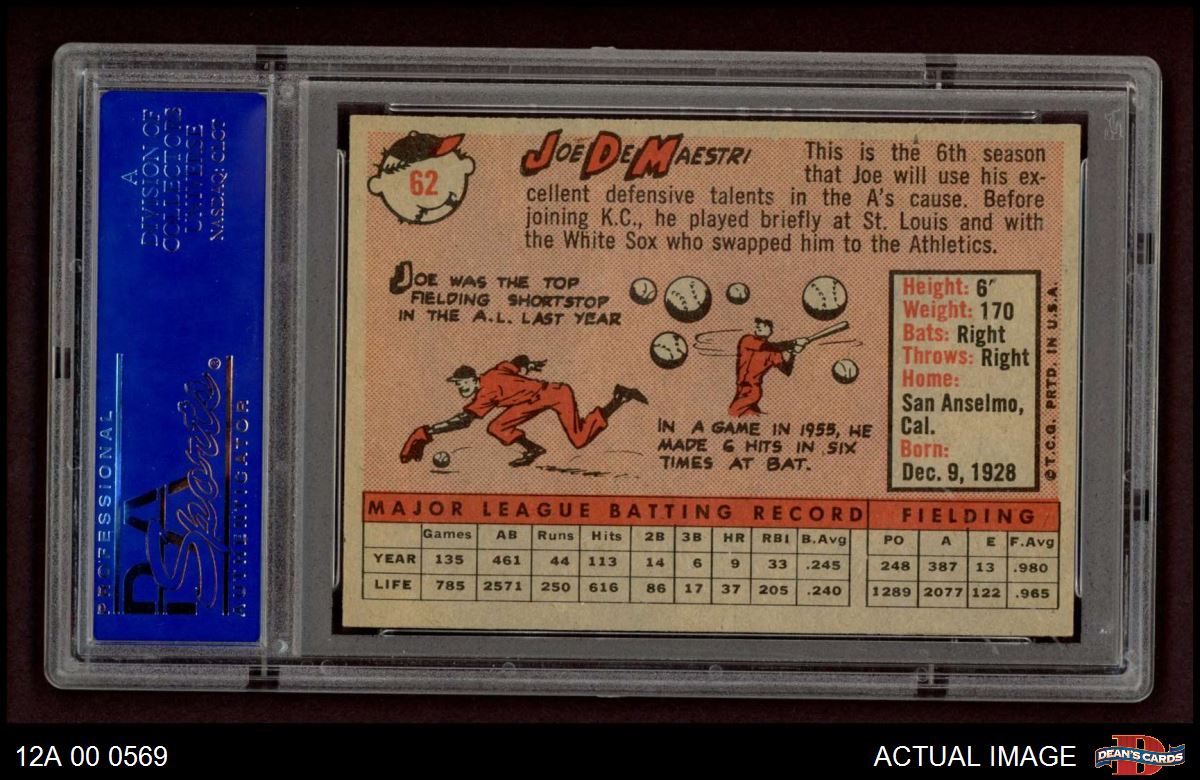 A
DIVISION OF
COLLECTORS
UNIVERSE
NASDAQ: CLCT
PROFESSIONAL
PSA
Sports®
AUTHENTICATOR
62
JOE DEMAESTRI
This is the 6th season
that Joe will use his ex-
cellent defensive talents in the A's cause. Before
joining K.C., he played briefly at St. Louis and with
the White Sox who swapped him to the Athletics.
JOE WAS THE TOP
FIELDING SHORTSTOP
IN THE A.L. LAST YEAR
IN A GAME IN 1955, HE
MADE 6 HITS IN SIX
TIMES AT BAT.
Height: 6'
Weight: 170
Bats: Right
Throws: Right
Home:
San Anselmo,
Cal.
Born:
Dec. 9, 1928
© T.C.G. PRTD. IN U.S.A.
MAJOR LEAGUE BATTING RECORD FIELDING
Games AB Runs Hits 2B 3B HR RBI B.Avg PO A E F.Avg
YEAR 135 461 44 113 14 6 9 33 .245 248 387 13 .980
LIFE 785 2571 250 616 86 17 37 205 .240 1289 2077 122 .965
12A 00 0569
ACTUAL IMAGE
DEAN'S CARDS